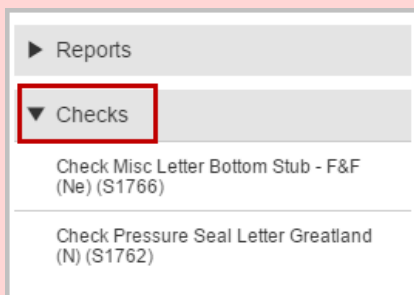 Reports
Checks
Check Misc Letter Bottom Stub - F&F
(Ne) (S1766)
Check Pressure Seal Letter Greatland
(N) (S1762)